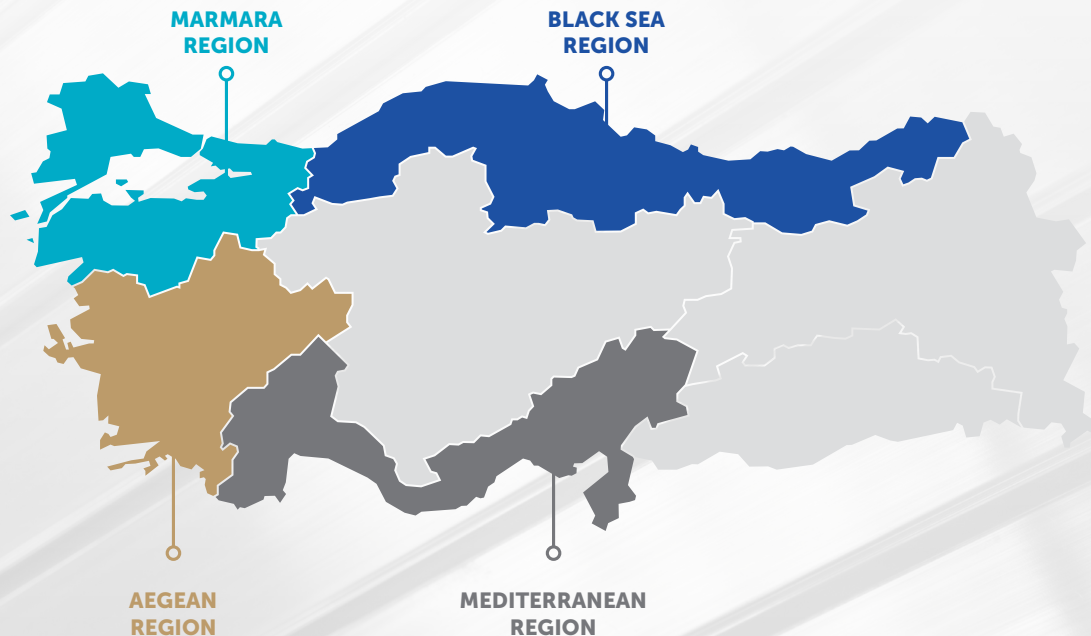 MARMARA
REGION
BLACK SEA
REGION
AEGEAN
REGION
MEDITERRANEAN
REGION